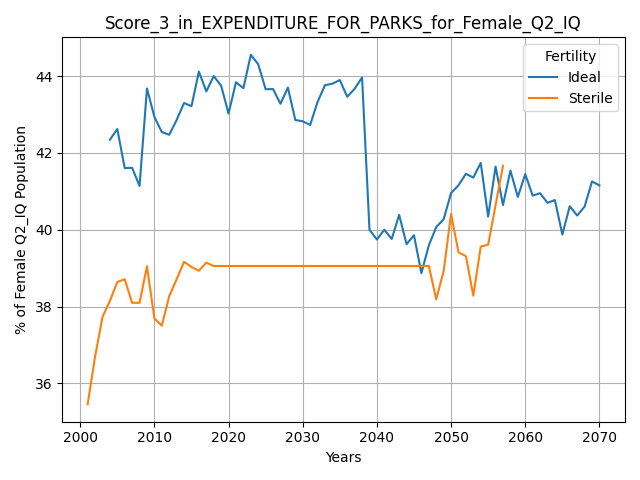 Score_3_in_EXPENDITURE_FOR_PARKS_for_Female_Q2_IQ
Fertility
Ideal
Sterile
% of Female Q2_IQ Population
44
42
40
38
36
2000 2010 2020 2030 2040 2050 2060 2070
Years